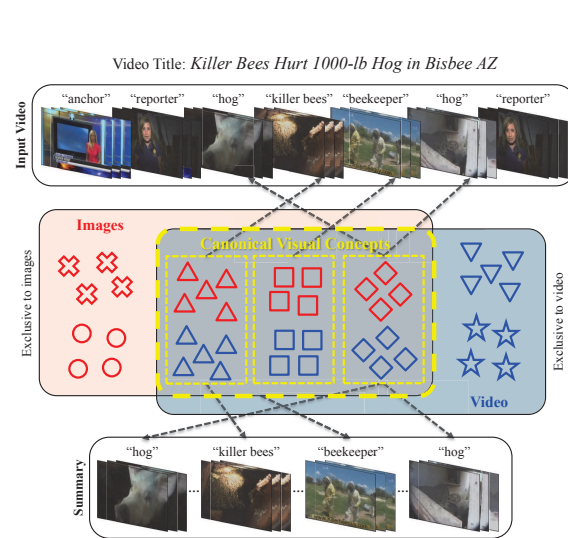 Video Title: Killer Bees Hurt 1000-lb Hog in Bisbee AZ
Input Video
“anchor” “reporter” “hog” “killer bees” “beekeeper” “hog” “reporter”
Images
Canonical Visual Concepts
Exclusive to images
Exclusive to video
Video
Summary
“hog” “killer bees” “beekeeper” “hog”